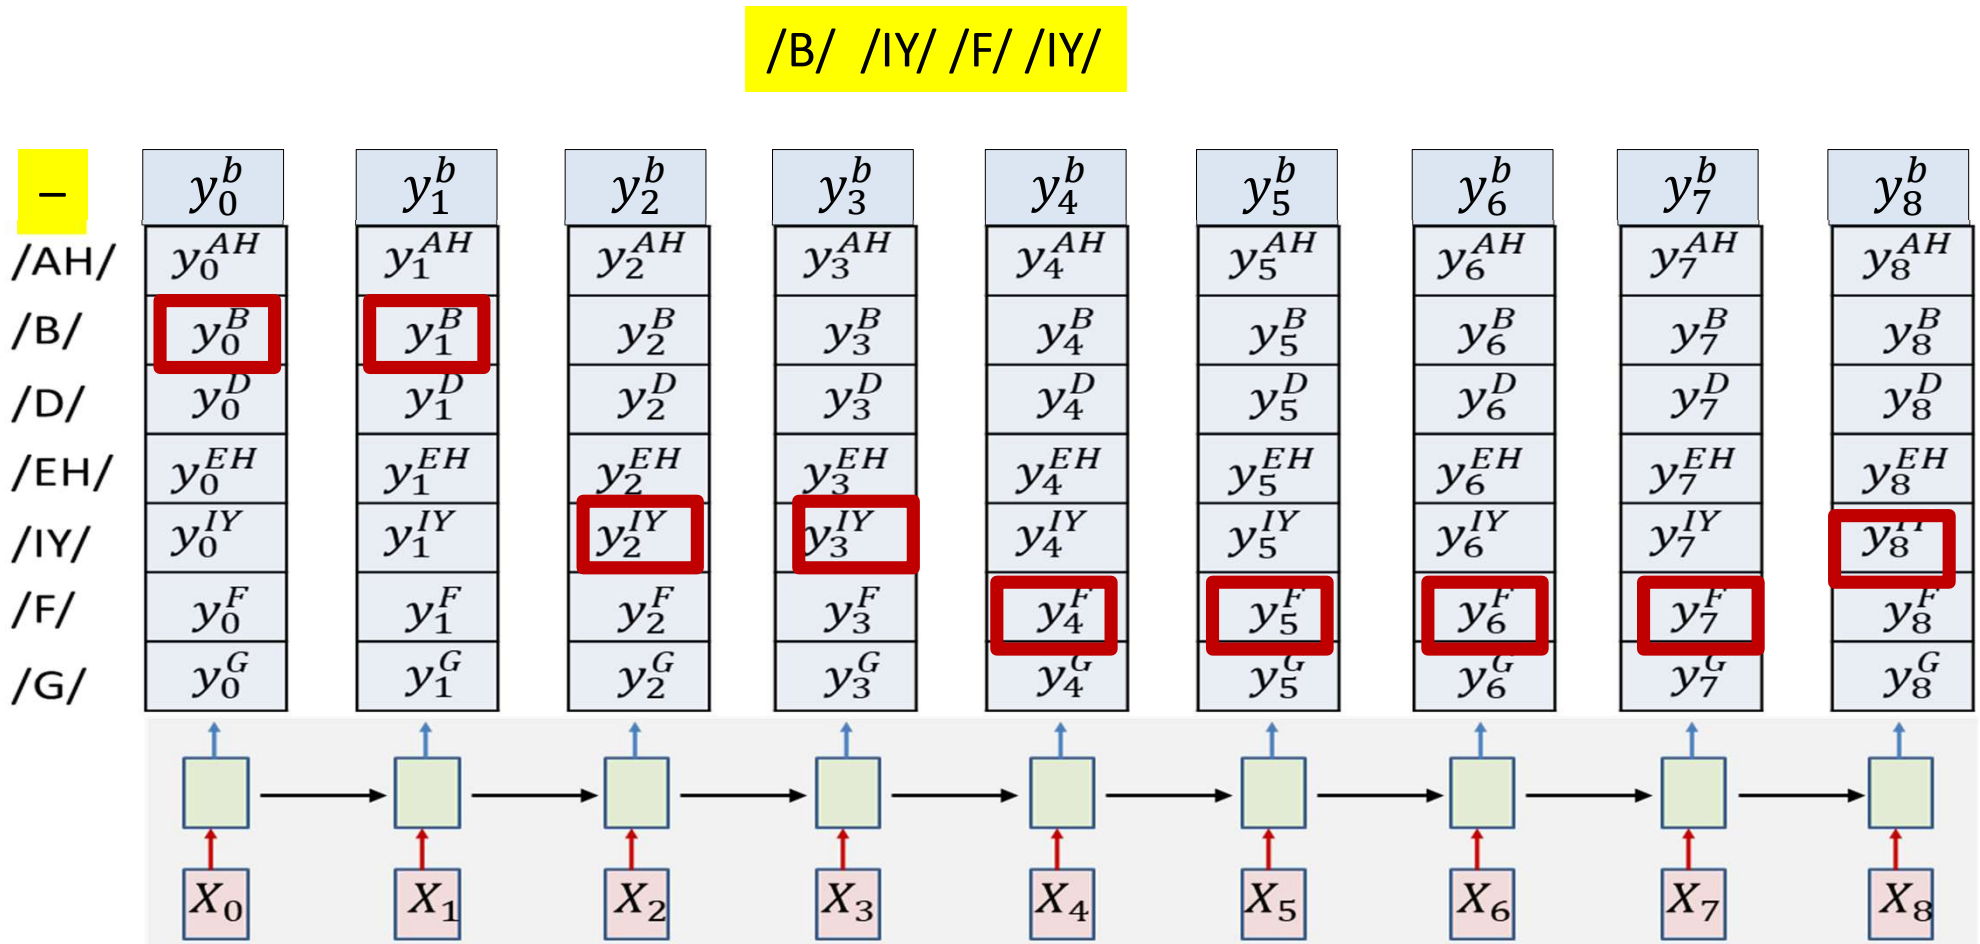 /B/ /IY/ /F/ /IY/
– y_0^b y_1^b y_2^b y_3^b y_4^b y_5^b y_6^b y_7^b y_8^b
/AH/ y_0^AH y_1^AH y_2^AH y_3^AH y_4^AH y_5^AH y_6^AH y_7^AH y_8^AH
/B/ y_0^B y_1^B y_2^B y_3^B y_4^B y_5^B y_6^B y_7^B y_8^B
/D/ y_0^D y_1^D y_2^D y_3^D y_4^D y_5^D y_6^D y_7^D y_8^D
/EH/ y_0^EH y_1^EH y_2^EH y_3^EH y_4^EH y_5^EH y_6^EH y_7^EH y_8^EH
/IY/ y_0^IY y_1^IY y_2^IY y_3^IY y_4^IY y_5^IY y_6^IY y_7^IY y_8^IY
/F/ y_0^F y_1^F y_2^F y_3^F y_4^F y_5^F y_6^F y_7^F y_8^F
/G/ y_0^G y_1^G y_2^G y_3^G y_4^G y_5^G y_6^G y_7^G y_8^G
X_0 X_1 X_2 X_3 X_4 X_5 X_6 X_7 X_8